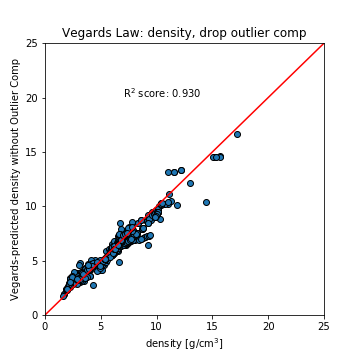 Vegards Law: density, drop outlier comp
R² score: 0.930
Vegards-predicted density without Outlier Comp
25
20
15
10
5
0
0 5 10 15 20 25
density [g/cm³]